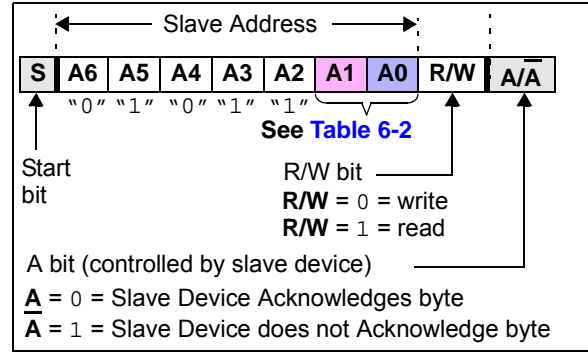 Slave Address
S A6 A5 A4 A3 A2 A1 A0 R/W A/A̅
“0” “1” “0” “1” “1”
See Table 6-2
Start
bit
R/W bit
R/W = 0 = write
R/W = 1 = read
A bit (controlled by slave device)
A = 0 = Slave Device Acknowledges byte
A̅ = 1 = Slave Device does not Acknowledge byte